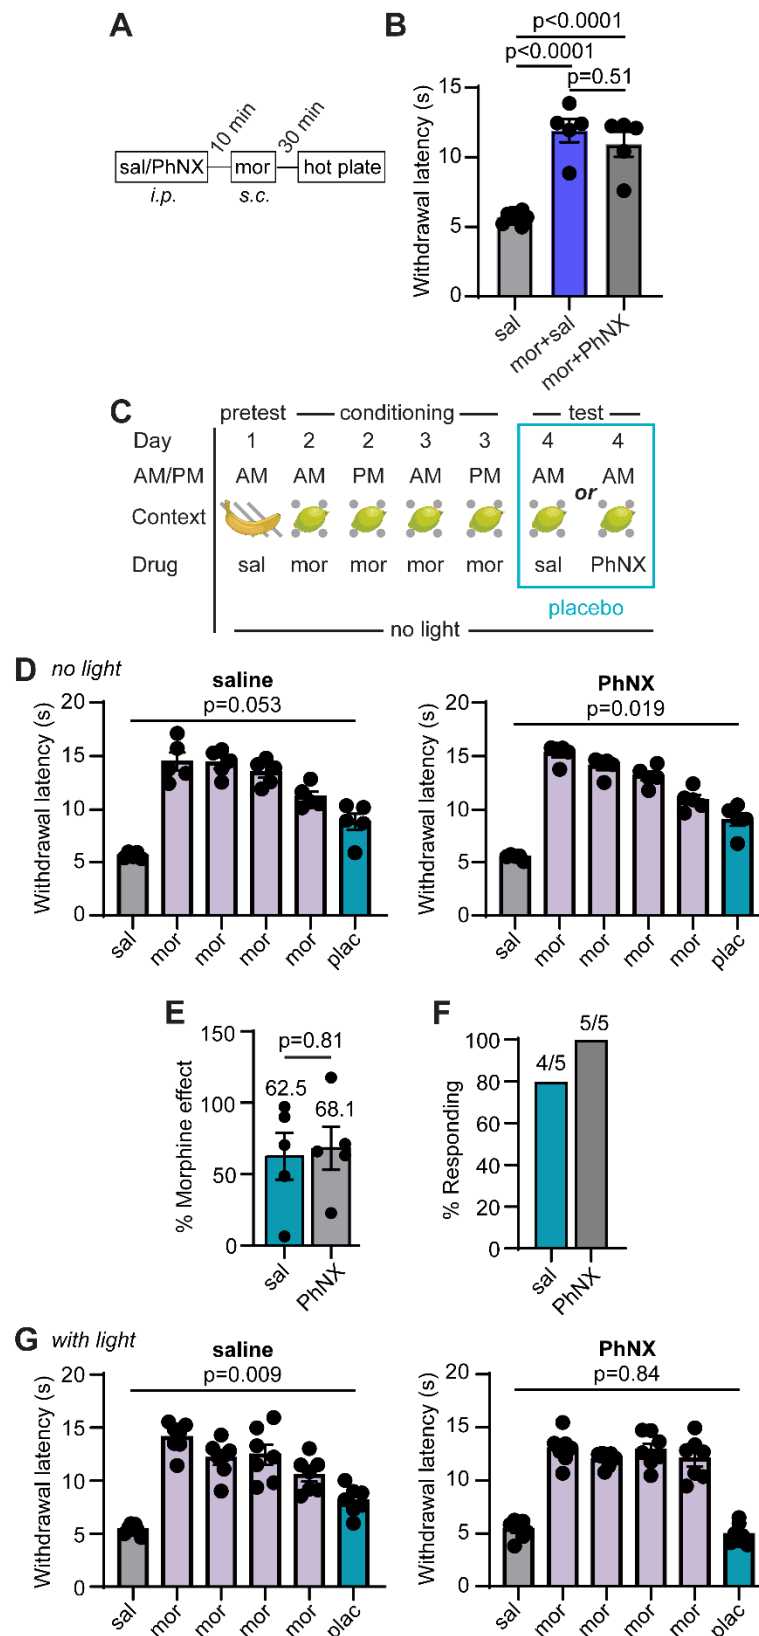 A
sal/PhNX 10 min mor 30 min hot plate
i.p. s.c.
B
p<0.0001
p<0.0001
p=0.51
Withdrawal latency (s)
15
10
5
0
sal
mor+sal
mor+PhNX
C
pretest conditioning test
Day 1 2 2 3 3 4 4
AM/PM AM AM PM AM PM AM AM
or
Context
Drug sal mor mor mor mor sal PhNX
placebo
no light
D no light
saline
p=0.053
Withdrawal latency (s)
20
15
10
5
0
sal mor mor mor mor plac
PhNX
p=0.019
Withdrawal latency (s)
20
15
10
5
0
sal mor mor mor mor plac
E
p=0.81
62.5
68.1
% Morphine effect
150
100
50
0
sal PhNX
F
4/5
5/5
% Responding
100
80
60
40
20
0
sal PhNX
G with light
saline
p=0.009
Withdrawal latency (s)
20
15
10
5
0
sal mor mor mor mor plac
PhNX
p=0.84
Withdrawal latency (s)
20
15
10
5
0
sal mor mor mor mor plac